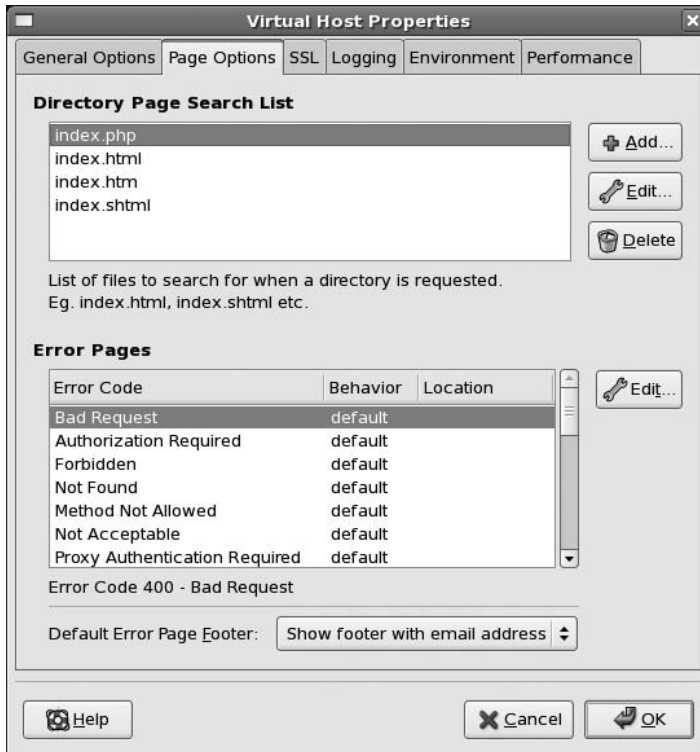 Virtual Host Properties
General Options Page Options SSL Logging Environment Performance
Directory Page Search List
index.php
index.html
index.htm
index.shtml
Add...
Edit...
Delete
List of files to search for when a directory is requested.
Eg. index.html, index.shtml etc.
Error Pages
Error Code Behavior Location
Bad Request default
Authorization Required default
Forbidden default
Not Found default
Method Not Allowed default
Not Acceptable default
Proxy Authentication Required default
Edit...
Error Code 400 - Bad Request
Default Error Page Footer: Show footer with email address
Help Cancel OK